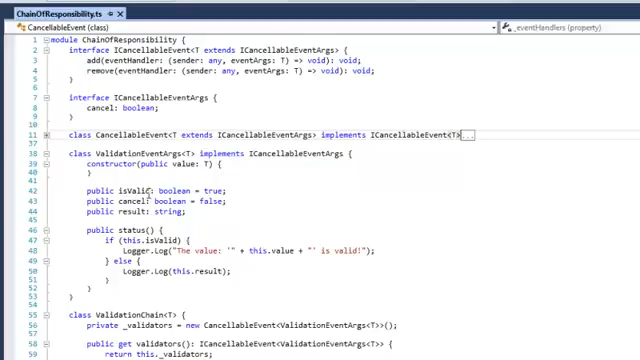 ChainOfResponsibility.ts
CancellableEvent (class)
_eventHandlers (property)
1 module ChainOfResponsibility {
2 interface ICancellableEvent<T extends ICancellableEventArgs> {
3 add(eventHandler: (sender: any, eventArgs: T) => void): void;
4 remove(eventHandler: (sender: any, eventArgs: T) => void): void;
5 }
6
7 interface ICancellableEventArgs {
8 cancel: boolean;
9 }
10
11 class CancellableEvent<T extends ICancellableEventArgs> implements ICancellableEvent<T>...
37
38 class ValidationEventArgs<T> implements ICancellableEventArgs {
39 constructor(public value: T) {
40 }
41
42 public isValid: boolean = true;
43 public cancel: boolean = false;
44 public result: string;
45
46 public status() {
47 if (this.isValid) {
48 Logger.Log("The value: '" + this.value + "' is valid!");
49 } else {
50 Logger.Log(this.result);
51 }
52 }
53 }
54
55 class ValidationChain<T> {
56 private _validators = new CancellableEvent<ValidationEventArgs<T>>();
57
58 public get validators(): ICancellableEvent<ValidationEventArgs<T>> {
59 return this._validators;